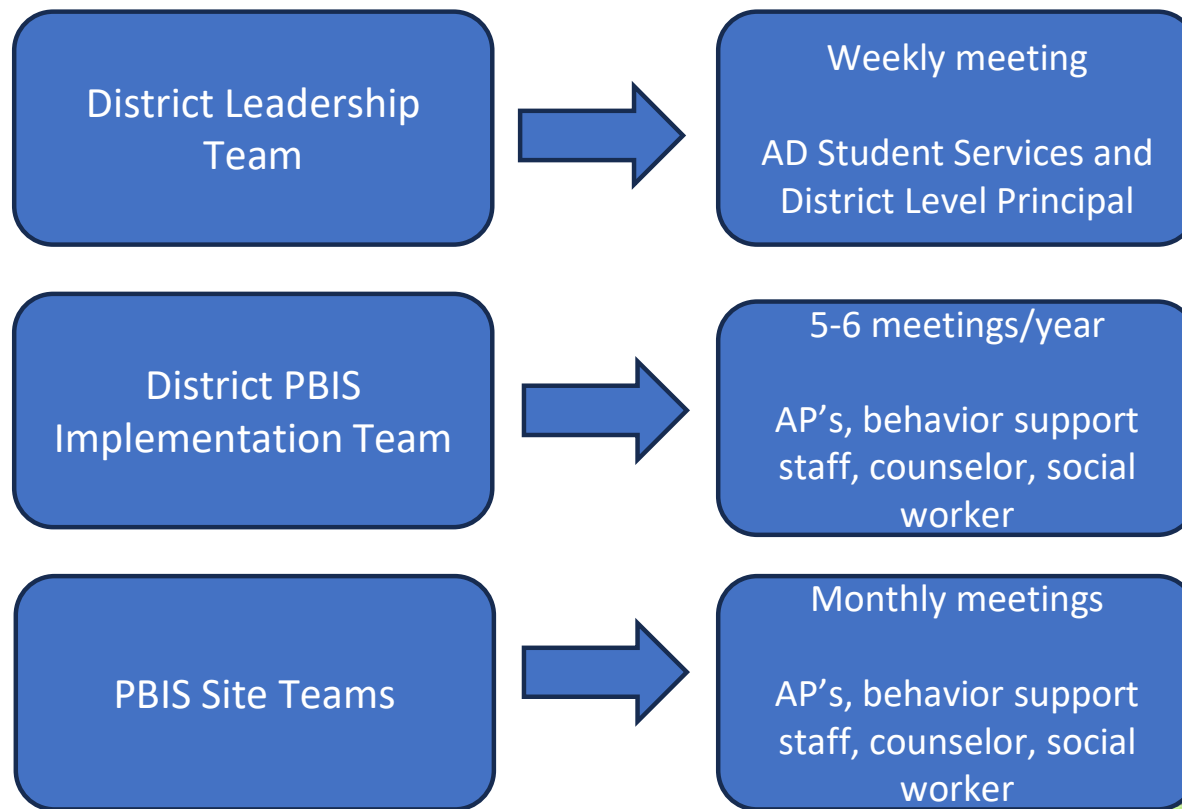 District Leadership
Team
Weekly meeting
AD Student Services and
District Level Principal
District PBIS
Implementation Team
5-6 meetings/year
AP’s, behavior support
staff, counselor, social
worker
PBIS Site Teams
Monthly meetings
AP’s, behavior support
staff, counselor, social
worker